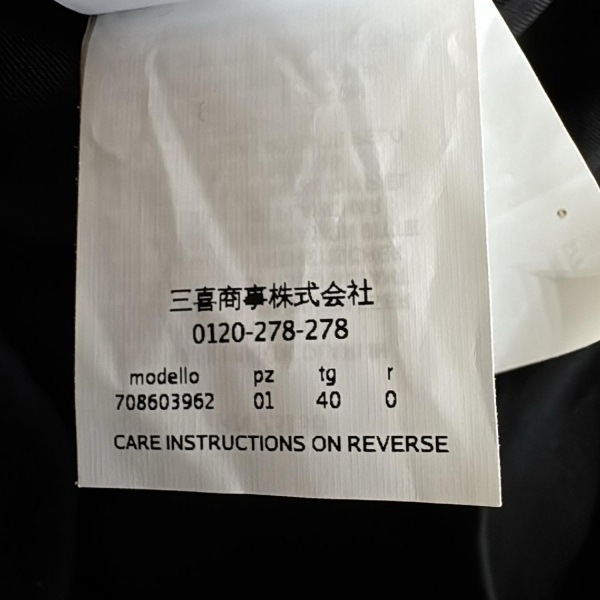 三喜商事株式会社
0120-278-278
modello pz tg r
708603962 01 40 0
CARE INSTRUCTIONS ON REVERSE